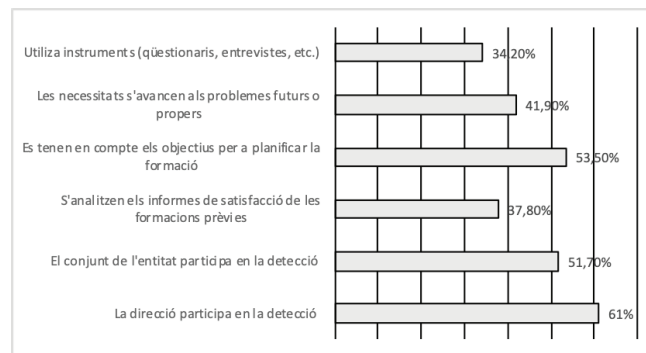 Utiliza instruments (qüestionaris, entrevistes, etc.)
34,20%
Les necessitats s'avancen als problemes futurs o
propers
41,90%
Es tenen en compte els objectius per a planificar la
formació
53,50%
S'analitzen els informes de satisfacció de les
formacions prèvies
37,80%
El conjunt de l'entitat participa en la detecció
51,70%
La direcció participa en la detecció
61%